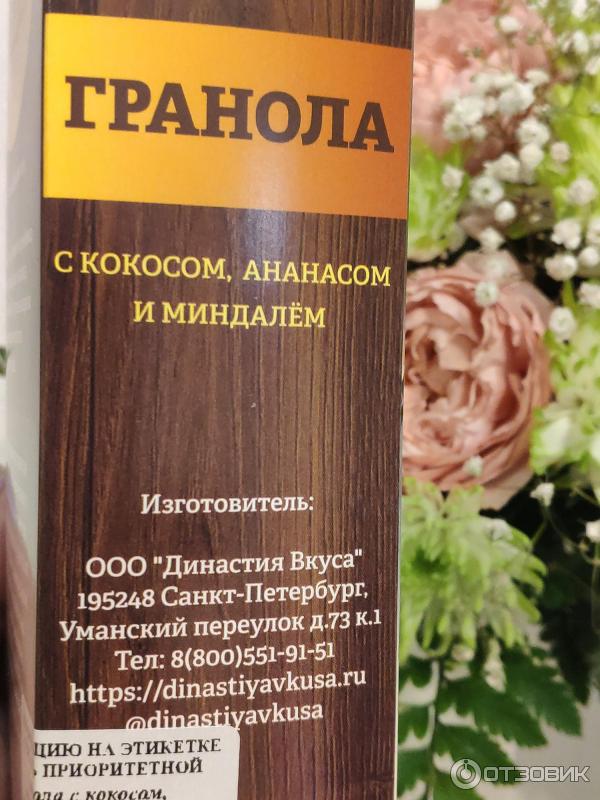 ГРАНОЛА
С КОКОСОМ, АНАНАСОМ
И МИНДАЛЁМ
Изготовитель:
ООО "Династия Вкуса"
195248 Санкт-Петербург,
Уманский переулок д.73 к.1
Тел: 8(800)551-91-51
https://dinastiyavkusa.ru
@dinastiyavkusa
ЦИЮ НА ЭТИКЕТКЕ
ПРИОРИТЕТНОЙ
с кокосом,
ОТЗОВИК